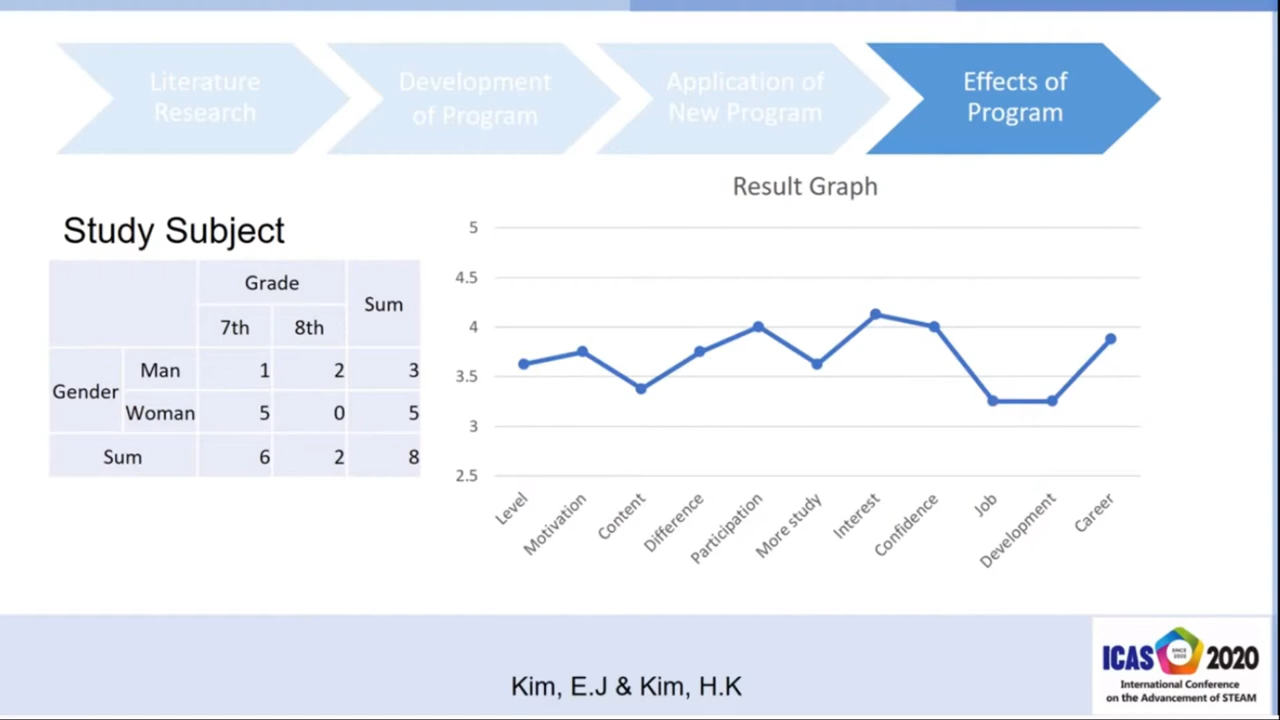 Literature
Research
Development
of Program
Application of
New Program
Effects of
Program
Study Subject
Grade
Sum
7th 8th
Gender
Man 1 2 3
Woman 5 0 5
Sum 6 2 8
Result Graph
5
4.5
4
3.5
3
2.5
Level
Motivation
Content
Difference
Participation
More study
Interest
Confidence
Job
Development
Career
Kim, E.J & Kim, H.K
ICAS 2020
International Conference
on the Advancement of STEAM